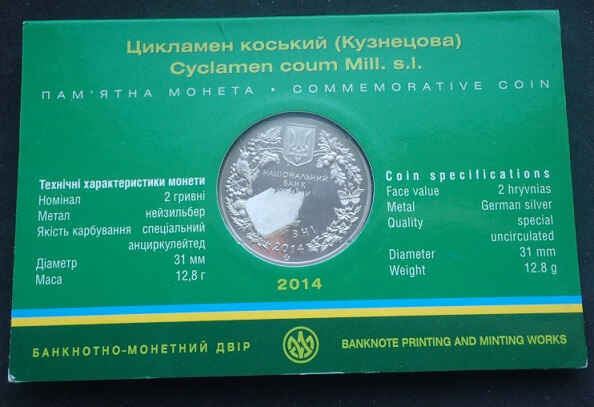 Цикламен коський (Кузнецова)
Cyclamen coum Mill. s.l.
ПАМ'ЯТНА МОНЕТА • COMMEMORATIVE COIN
Технічні характеристики монети
Номінал 2 гривні
Метал нейзильбер
Якість карбування спеціальний
анциркулейтед
Діаметр 31 мм
Маса 12,8 г
НАЦІОНАЛЬНИЙ
БАНК
2014
Coin specifications
Face value 2 hryvnias
Metal German silver
Quality special
uncirculated
Diameter 31 mm
Weight 12.8 g
2014
БАНКНОТНО-МОНЕТНИЙ ДВІР
BANKNOTE PRINTING AND MINTING WORKS